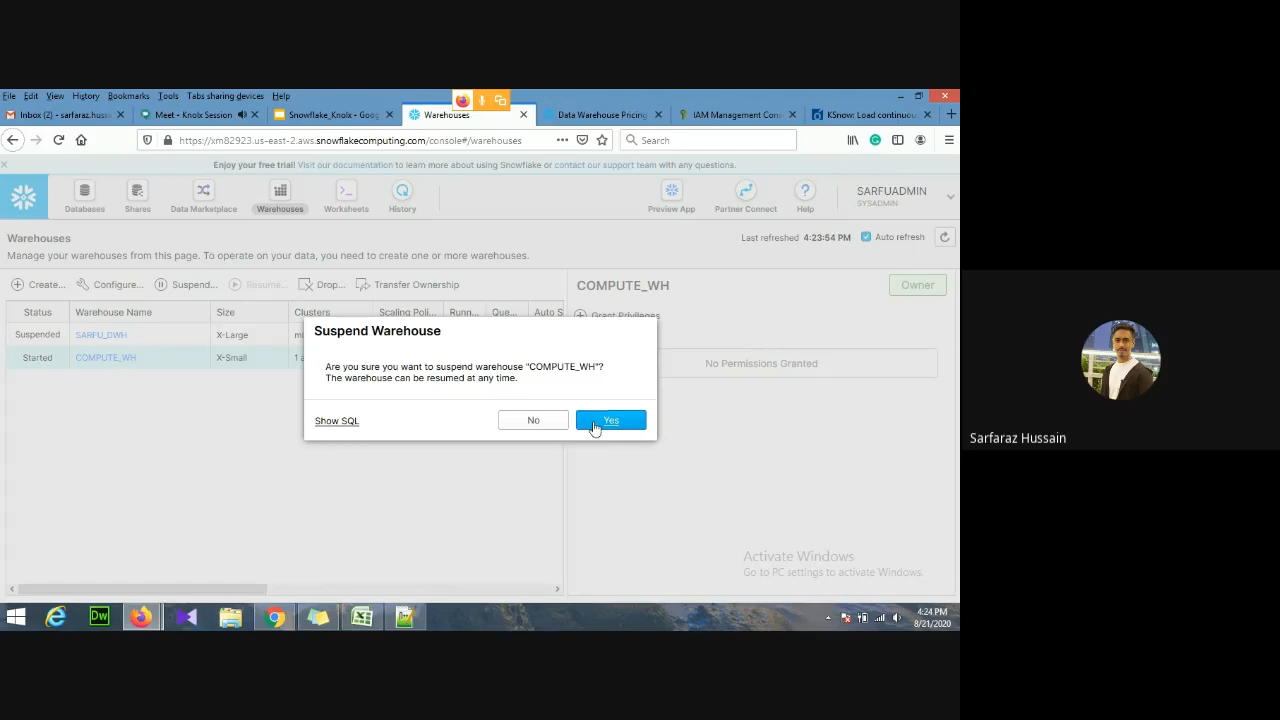 File Edit View History Bookmarks Tools Tabs sharing devices Help
Inbox (2) - sarfaraz.huss
Meet - Knolx Session
Snowflake_Knolx - Goog
Warehouses
Data Warehouse Pricing
IAM Management Con
KSnow: Load continuou
https://xm82923.us-east-2.aws.snowflakecomputing.com/console#/warehouses
Search
Enjoy your free trial! Visit our documentation to learn more about using Snowflake or contact our support team with any questions.
Databases
Shares
Data Marketplace
Warehouses
Worksheets
History
Preview App
Partner Connect
Help
SARFUADMIN
SYSADMIN
Warehouses
Last refreshed 4:23:54 PM Auto refresh
Manage your warehouses from this page. To operate on your data, you need to create one or more warehouses.
Create... Configure... Suspend... Resume... Drop... Transfer Ownership
Status Warehouse Name Size Clusters Scaling Poli... Runn... Que... Auto S
Suspended SARFU_DWH X-Large
Started COMPUTE_WH X-Small
COMPUTE_WH
Owner
Grant Privileges
No Permissions Granted
Suspend Warehouse
Are you sure you want to suspend warehouse "COMPUTE_WH"?
The warehouse can be resumed at any time.
Show SQL
No
Yes
Activate Windows
Go to PC settings to activate Windows.
Dw
4:24 PM
8/21/2020
Sarfaraz Hussain